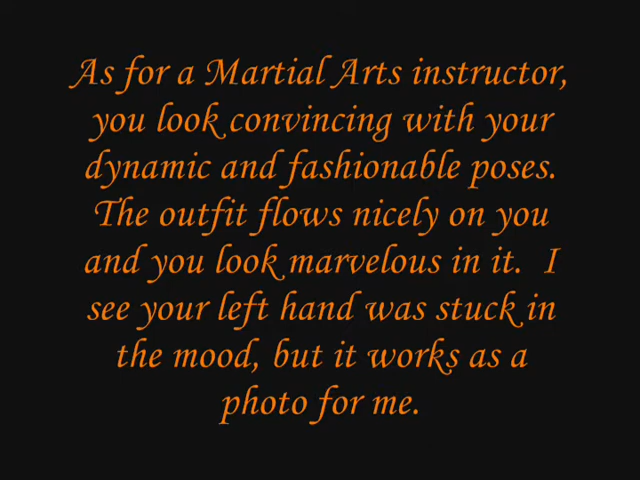 As for a Martial Arts instructor,
you look convincing with your
dynamic and fashionable poses.
The outfit flows nicely on you
and you look marvelous in it. I
see your left hand was stuck in
the mood, but it works as a
photo for me.